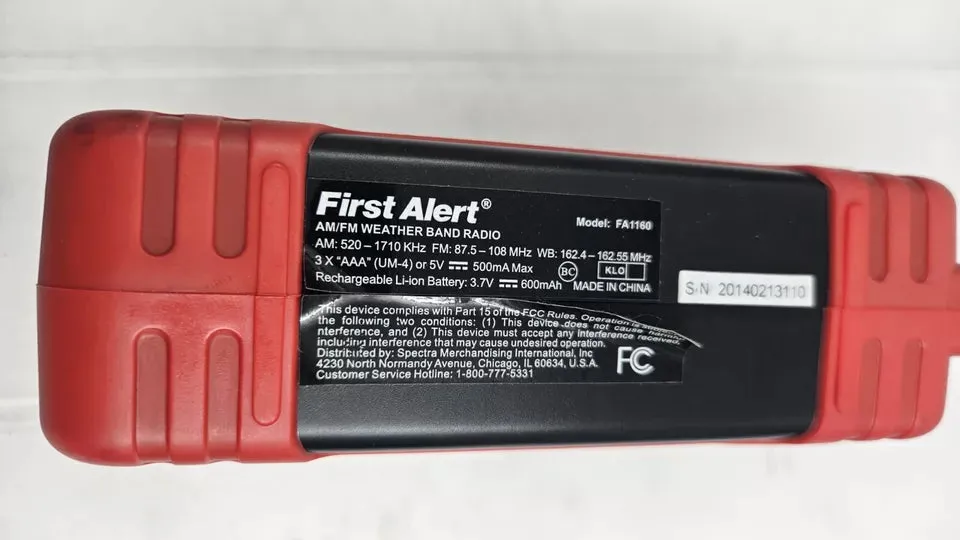 First Alert®
Model: FA1160
AM/FM WEATHER BAND RADIO
AM: 520 – 1710 KHz FM: 87.5 – 108 MHz WB: 162.4 – 162.55 MHz
3 X "AAA" (UM-4) or 5V 500mA Max BC KLO
Rechargeable Li-ion Battery: 3.7V 600mAh MADE IN CHINA
S/N: 20140213110
This device complies with Part 15 of the FCC Rules. Operation is
the following two conditions: (1) This device does not cause harmful
nterference, and (2) This device must accept any interference received,
including interference that may cause undesired operation.
Distributed by: Spectra Merchandising International, Inc
4230 North Normandy Avenue, Chicago, IL 60634, U.S.A.
Customer Service Hotline: 1-800-777-5331
FC